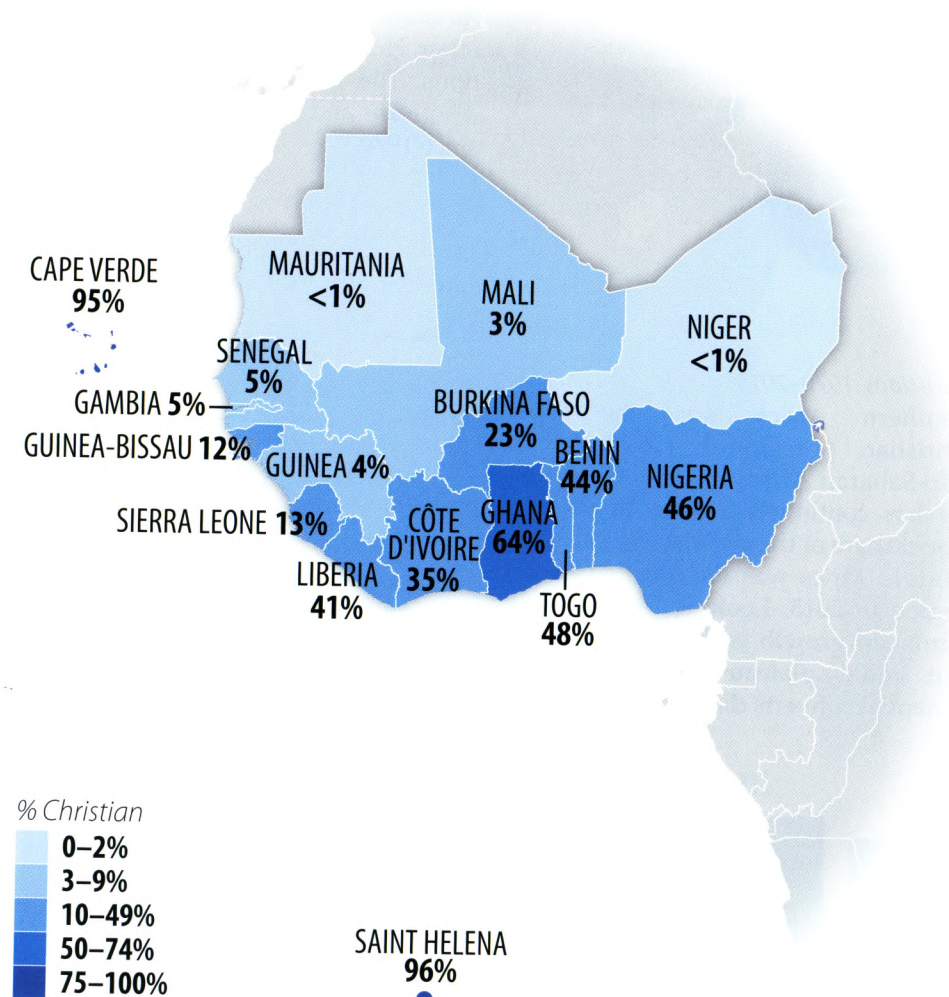 CAPE VERDE
95%
MAURITANIA
<1%
MALI
3%
NIGER
<1%
SENEGAL
5%
GAMBIA 5%
BURKINA FASO
23%
GUINEA-BISSAU 12%
BENIN
44%
GUINEA 4%
NIGERIA
46%
SIERRA LEONE 13%
CÔTE
D'IVOIRE
35%
GHANA
64%
LIBERIA
41%
TOGO
48%
% Christian
0–2%
3–9%
10–49%
50–74%
75–100%
SAINT HELENA
96%